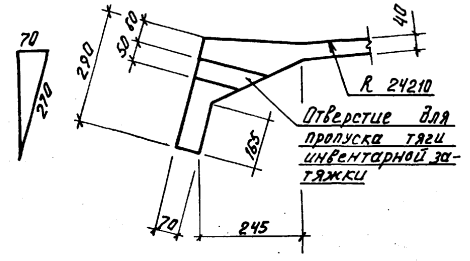 70
270
290
60
50
40
R 24210
Отверстие для
пропуска тяги
инвентарной за-
тяжки
165
70
245